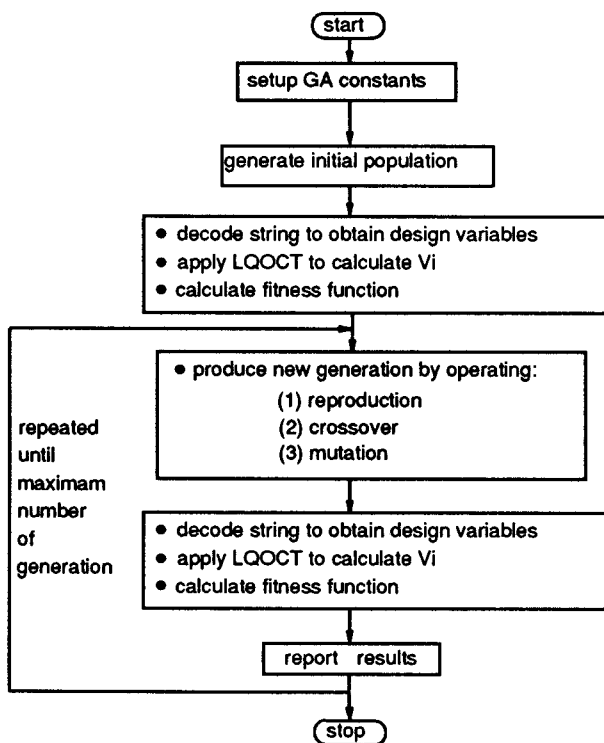 start
setup GA constants
generate initial population
• decode string to obtain design variables
• apply LQOCT to calculate Vi
• calculate fitness function
• produce new generation by operating:
(1) reproduction
(2) crossover
(3) mutation
repeated
until
maximam
number
of
generation
• decode string to obtain design variables
• apply LQOCT to calculate Vi
• calculate fitness function
report results
stop